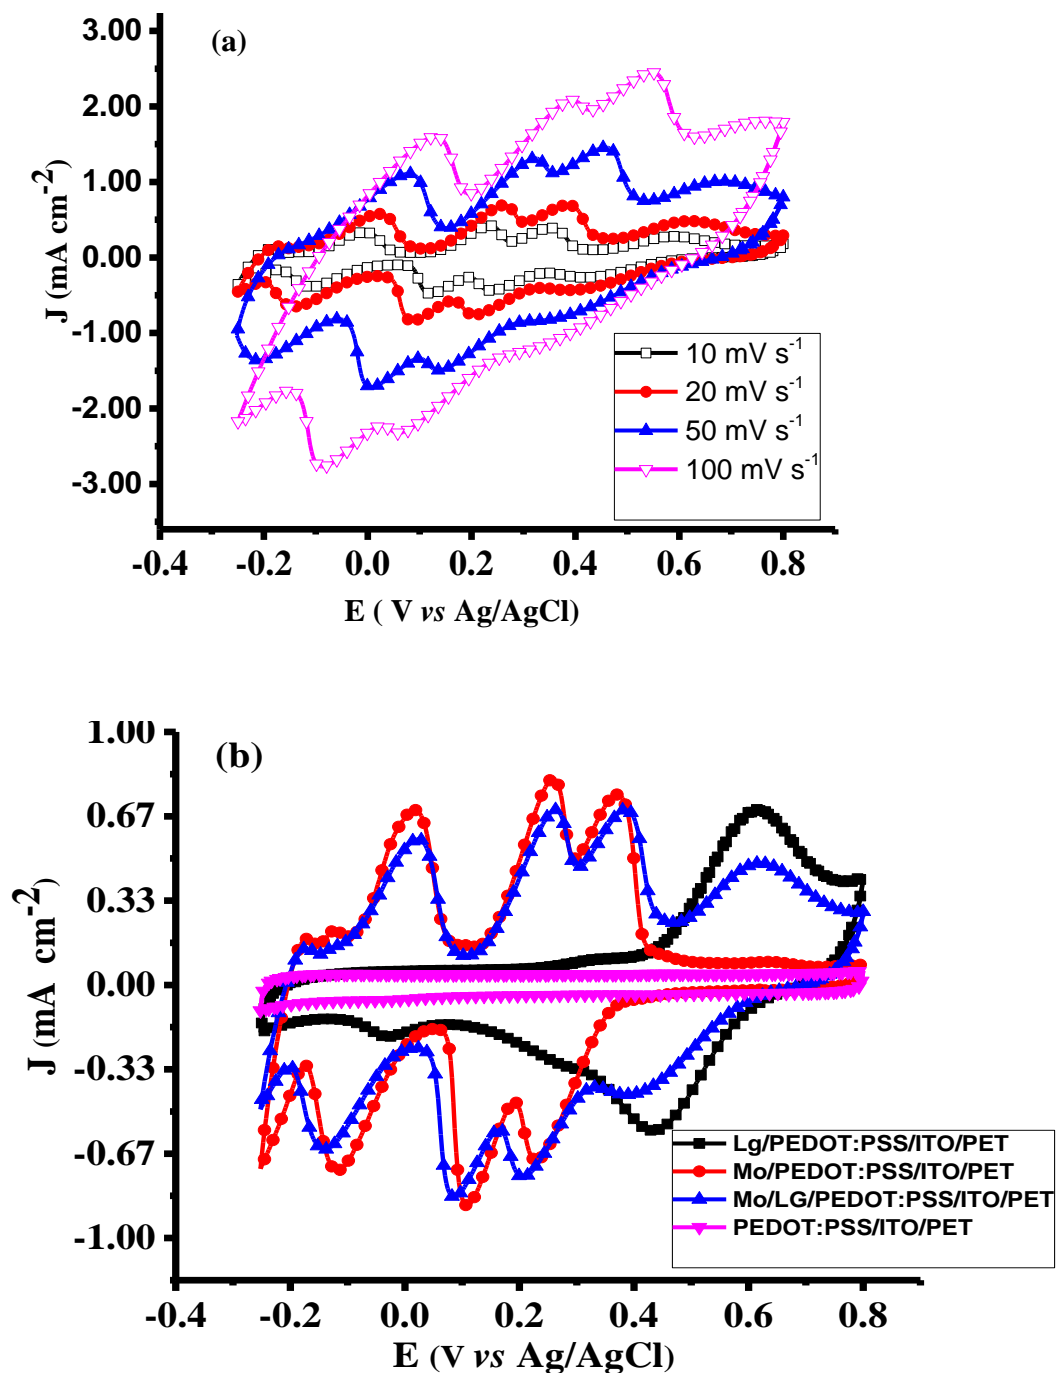 (a)
3.00
2.00
1.00
0.00
-1.00
-2.00
-3.00
J (mA cm-2)
10 mV s-1
20 mV s-1
50 mV s-1
100 mV s-1
-0.4 -0.2 0.0 0.2 0.4 0.6 0.8
E ( V vs Ag/AgCl)
(b)
1.00
0.67
0.33
0.00
-0.33
-0.67
-1.00
J (mA cm-2)
Lg/PEDOT:PSS/ITO/PET
Mo/PEDOT:PSS/ITO/PET
Mo/LG/PEDOT:PSS/ITO/PET
PEDOT:PSS/ITO/PET
-0.4 -0.2 0.0 0.2 0.4 0.6 0.8
E (V vs Ag/AgCl)